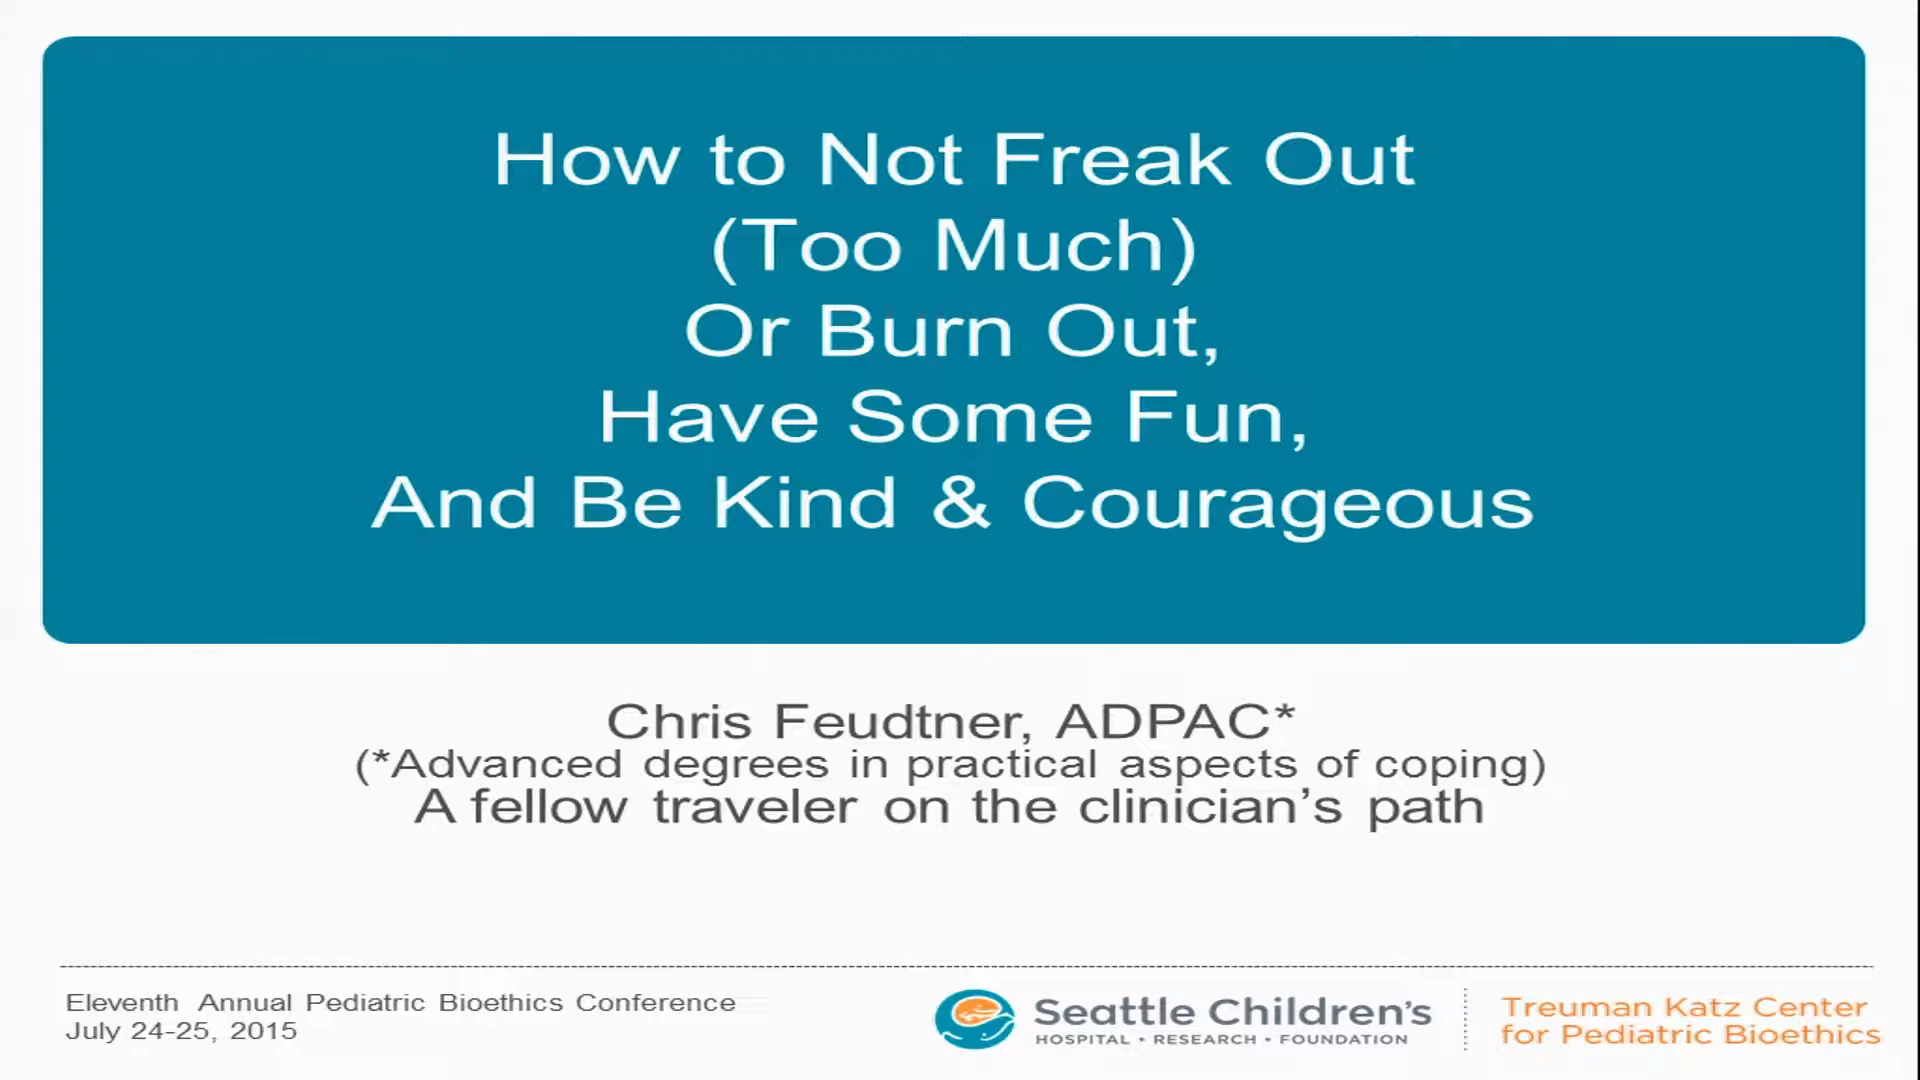 How to Not Freak Out
(Too Much)
Or Burn Out,
Have Some Fun,
And Be Kind & Courageous
Chris Feudtner, ADPAC*
(*Advanced degrees in practical aspects of coping)
A fellow traveler on the clinician’s path
Eleventh Annual Pediatric Bioethics Conference
July 24-25, 2015
Seattle Children’s
HOSPITAL • RESEARCH • FOUNDATION
Treuman Katz Center
for Pediatric Bioethics